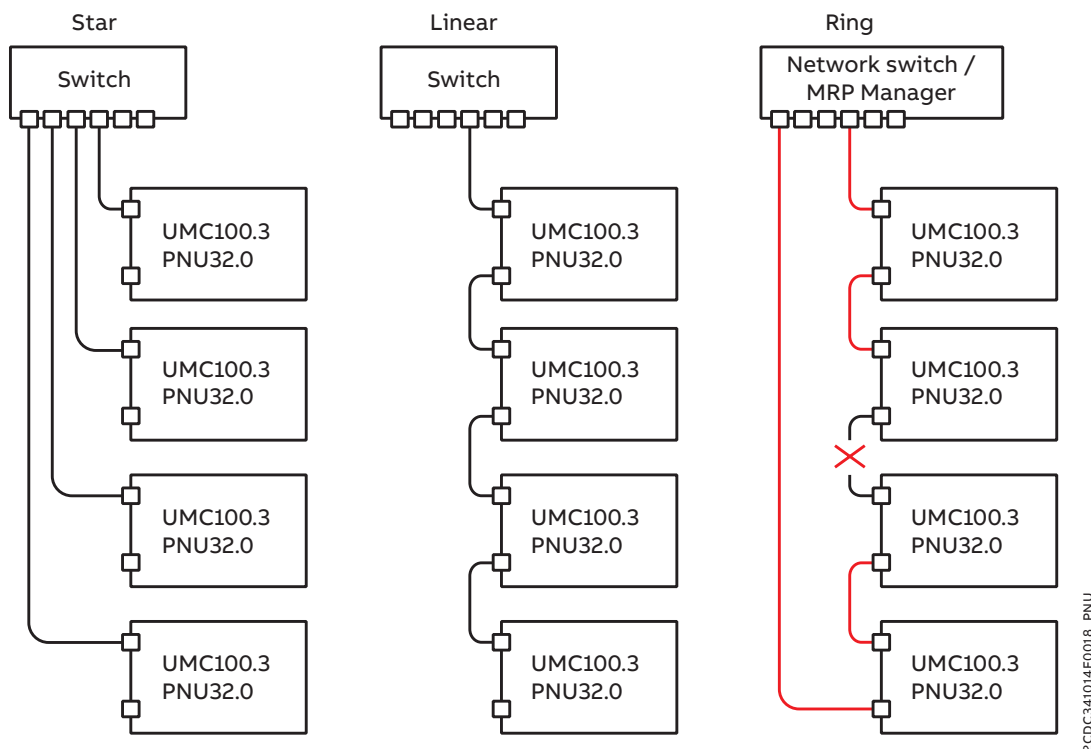 Star
Linear
Ring
Switch
Switch
Network switch /
MRP Manager
UMC100.3
PNU32.0
UMC100.3
PNU32.0
UMC100.3
PNU32.0
UMC100.3
PNU32.0
UMC100.3
PNU32.0
UMC100.3
PNU32.0
UMC100.3
PNU32.0
UMC100.3
PNU32.0
UMC100.3
PNU32.0
UMC100.3
PNU32.0
UMC100.3
PNU32.0
UMC100.3
PNU32.0